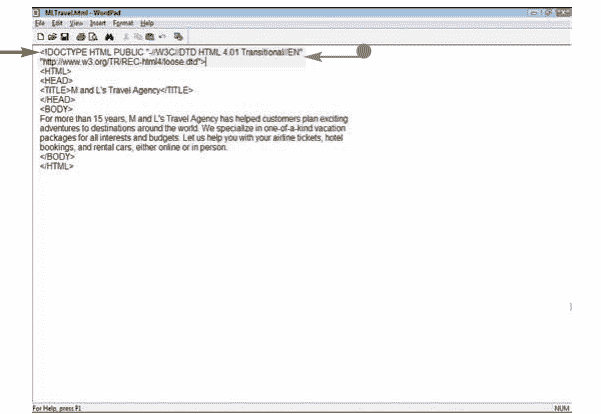 MLTravel.html - WordPad
File Edit View Insert Format Help
<!DOCTYPE HTML PUBLIC "-//W3C//DTD HTML 4.01 Transitional//EN"
"http://www.w3.org/TR/REC-html4/loose.dtd">
<HTML>
<HEAD>
<TITLE>M and L's Travel Agency</TITLE>
</HEAD>
<BODY>
For more than 15 years, M and L's Travel Agency has helped customers plan exciting
adventures to destinations around the world. We specialize in one-of-a-kind vacation
packages for all interests and budgets. Let us help you with your airline tickets, hotel
bookings, and rental cars, either online or in person.
</BODY>
</HTML>
For Help, press F1 NUM